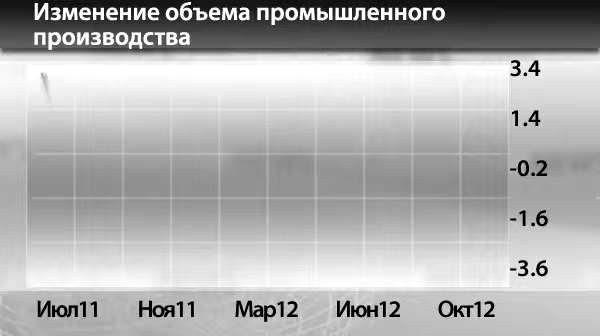 Изменение объема промышленного
производства
3.4
1.4
-0.2
-1.6
-3.6
Июл11 Ноя11 Мар12 Июн12 Окт12